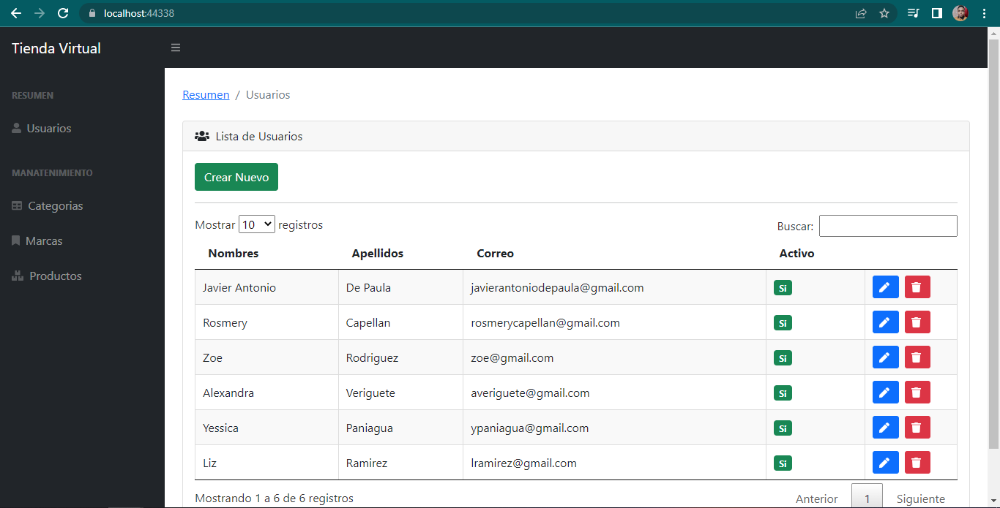 localhost:44338
Tienda Virtual
RESUMEN
Usuarios
MANATENIMIENTO
Categorias
Marcas
Productos
Resumen / Usuarios
Lista de Usuarios
Crear Nuevo
Mostrar 10 registros Buscar:
Nombres Apellidos Correo Activo
Javier Antonio De Paula javierantoniodepaula@gmail.com Si
Rosmery Capellan rosmerycapellan@gmail.com Si
Zoe Rodriguez zoe@gmail.com Si
Alexandra Veriguete averiguete@gmail.com Si
Yessica Paniagua ypaniagua@gmail.com Si
Liz Ramirez lramirez@gmail.com Si
Mostrando 1 a 6 de 6 registros Anterior 1 Siguiente